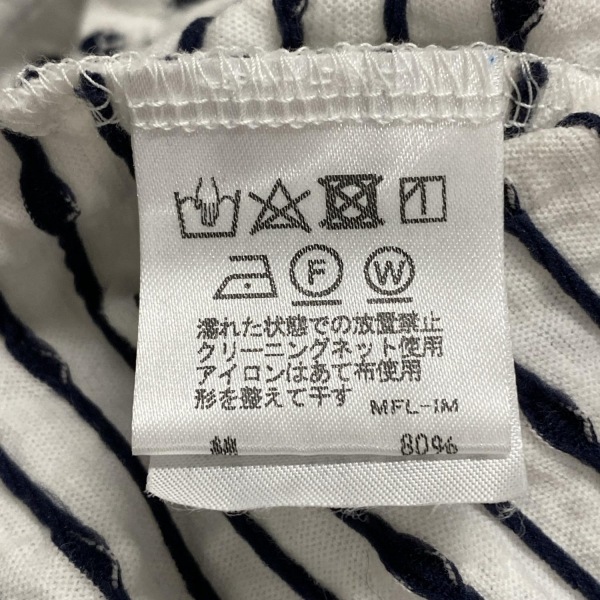 F W
濡れた状態での放置禁止
クリーニングネット使用
アイロンはあて布使用
形を整えて干す MFL-IM
80%